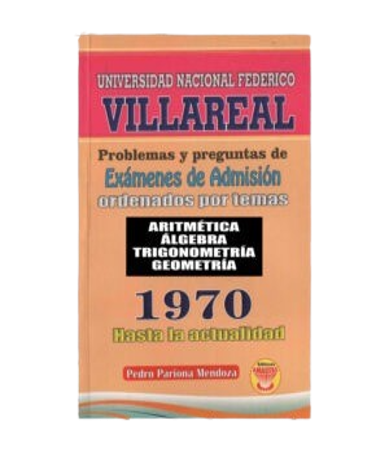 UNIVERSIDAD NACIONAL FEDERICO
VILLAREAL
Problemas y preguntas de
Exámenes de Admisión
ordenados por temas
ARITMÉTICA
ÁLGEBRA
TRIGONOMETRÍA
GEOMETRÍA
1970
Hasta la actualidad
Pedro Pariona Mendoza